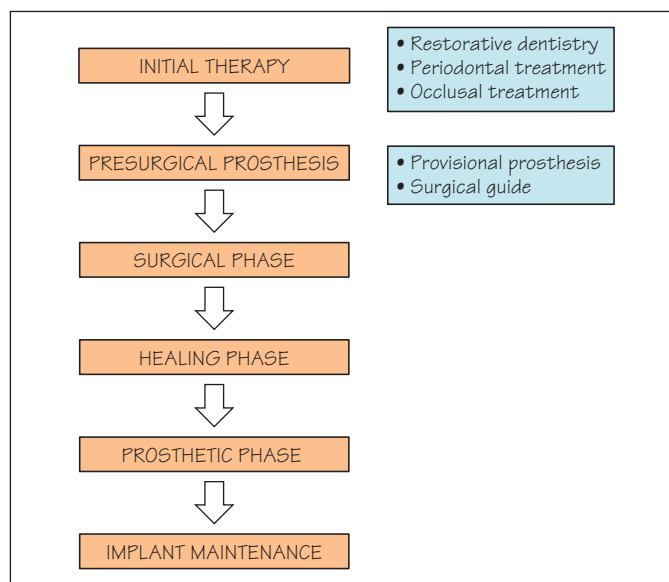 INITIAL THERAPY
• Restorative dentistry
• Periodontal treatment
• Occlusal treatment
PRESURGICAL PROSTHESIS
• Provisional prosthesis
• Surgical guide
SURGICAL PHASE
HEALING PHASE
PROSTHETIC PHASE
IMPLANT MAINTENANCE